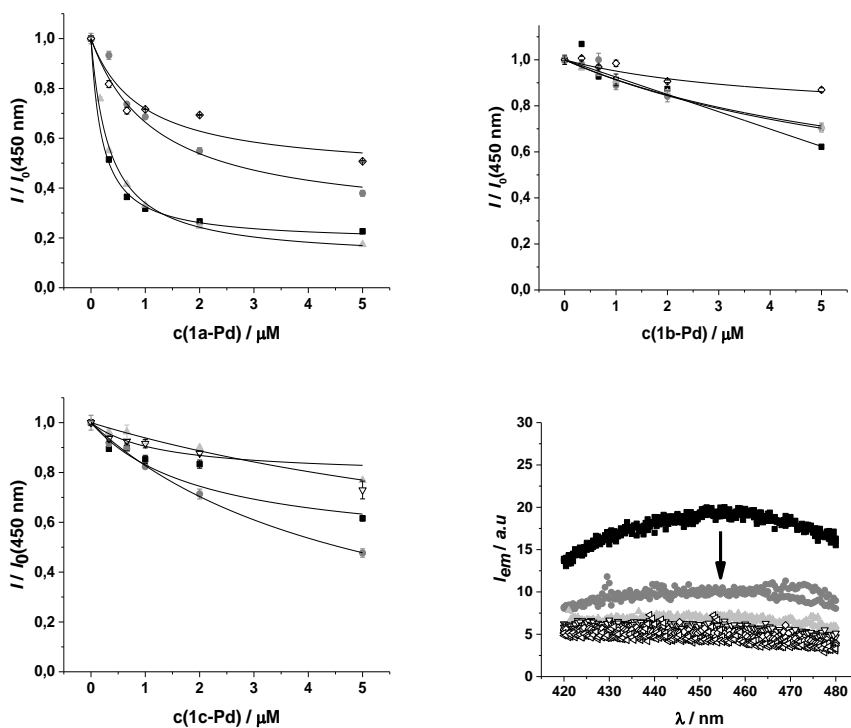 1,0
0,8
0,6
0,4
0,2
0,0
I / I0(450 nm)
0 1 2 3 4 5
c(1a-Pd) / μM
1,0
0,8
0,6
0,4
0,2
0,0
I / I0(450 nm)
0 1 2 3 4 5
c(1b-Pd) / μM
1,0
0,8
0,6
0,4
0,2
0,0
I / I0(450 nm)
0 1 2 3 4 5
c(1c-Pd) / μM
30
25
20
15
10
5
0
Iem / a.u
420 430 440 450 460 470 480
λ / nm